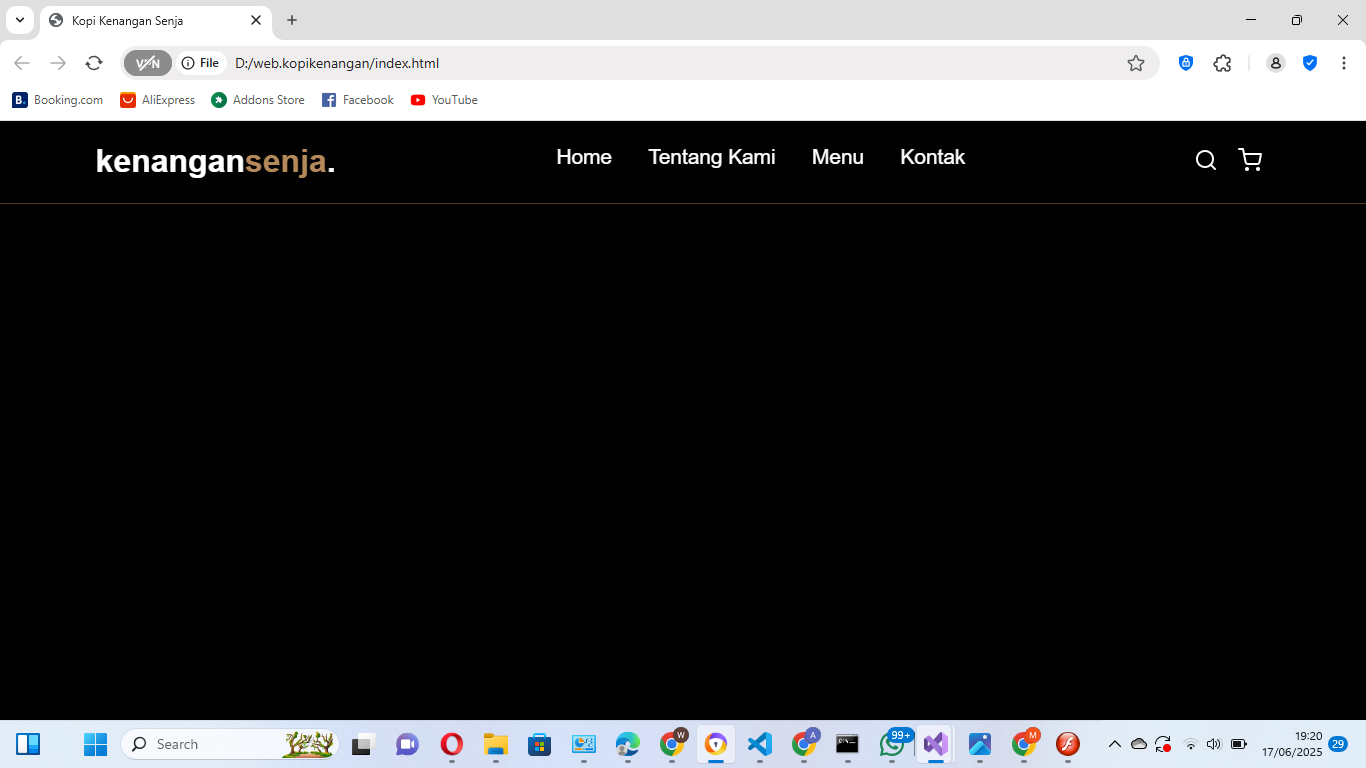 Kopi Kenangan Senja
VPN
File
D:/web.kopikenangan/index.html
B. Booking.com
AliExpress
Addons Store
Facebook
YouTube
kenangansenja.
Home
Tentang Kami
Menu
Kontak
Search
W
A
99+
M
19:20
17/06/2025
29